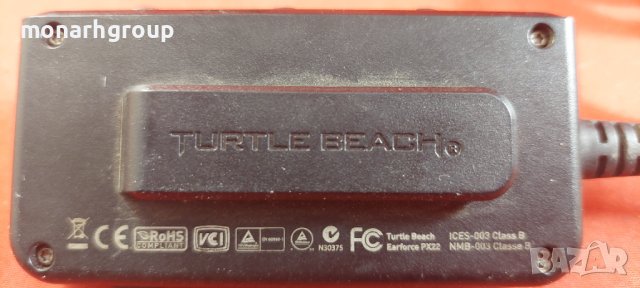 monarhgroup
TURTLE BEACH®
CE RoHS COMPLIANT VCI N30375 FC Turtle Beach ICES-003 Class B
Earforce PX22 NMB-003 Classe B
BAZAR